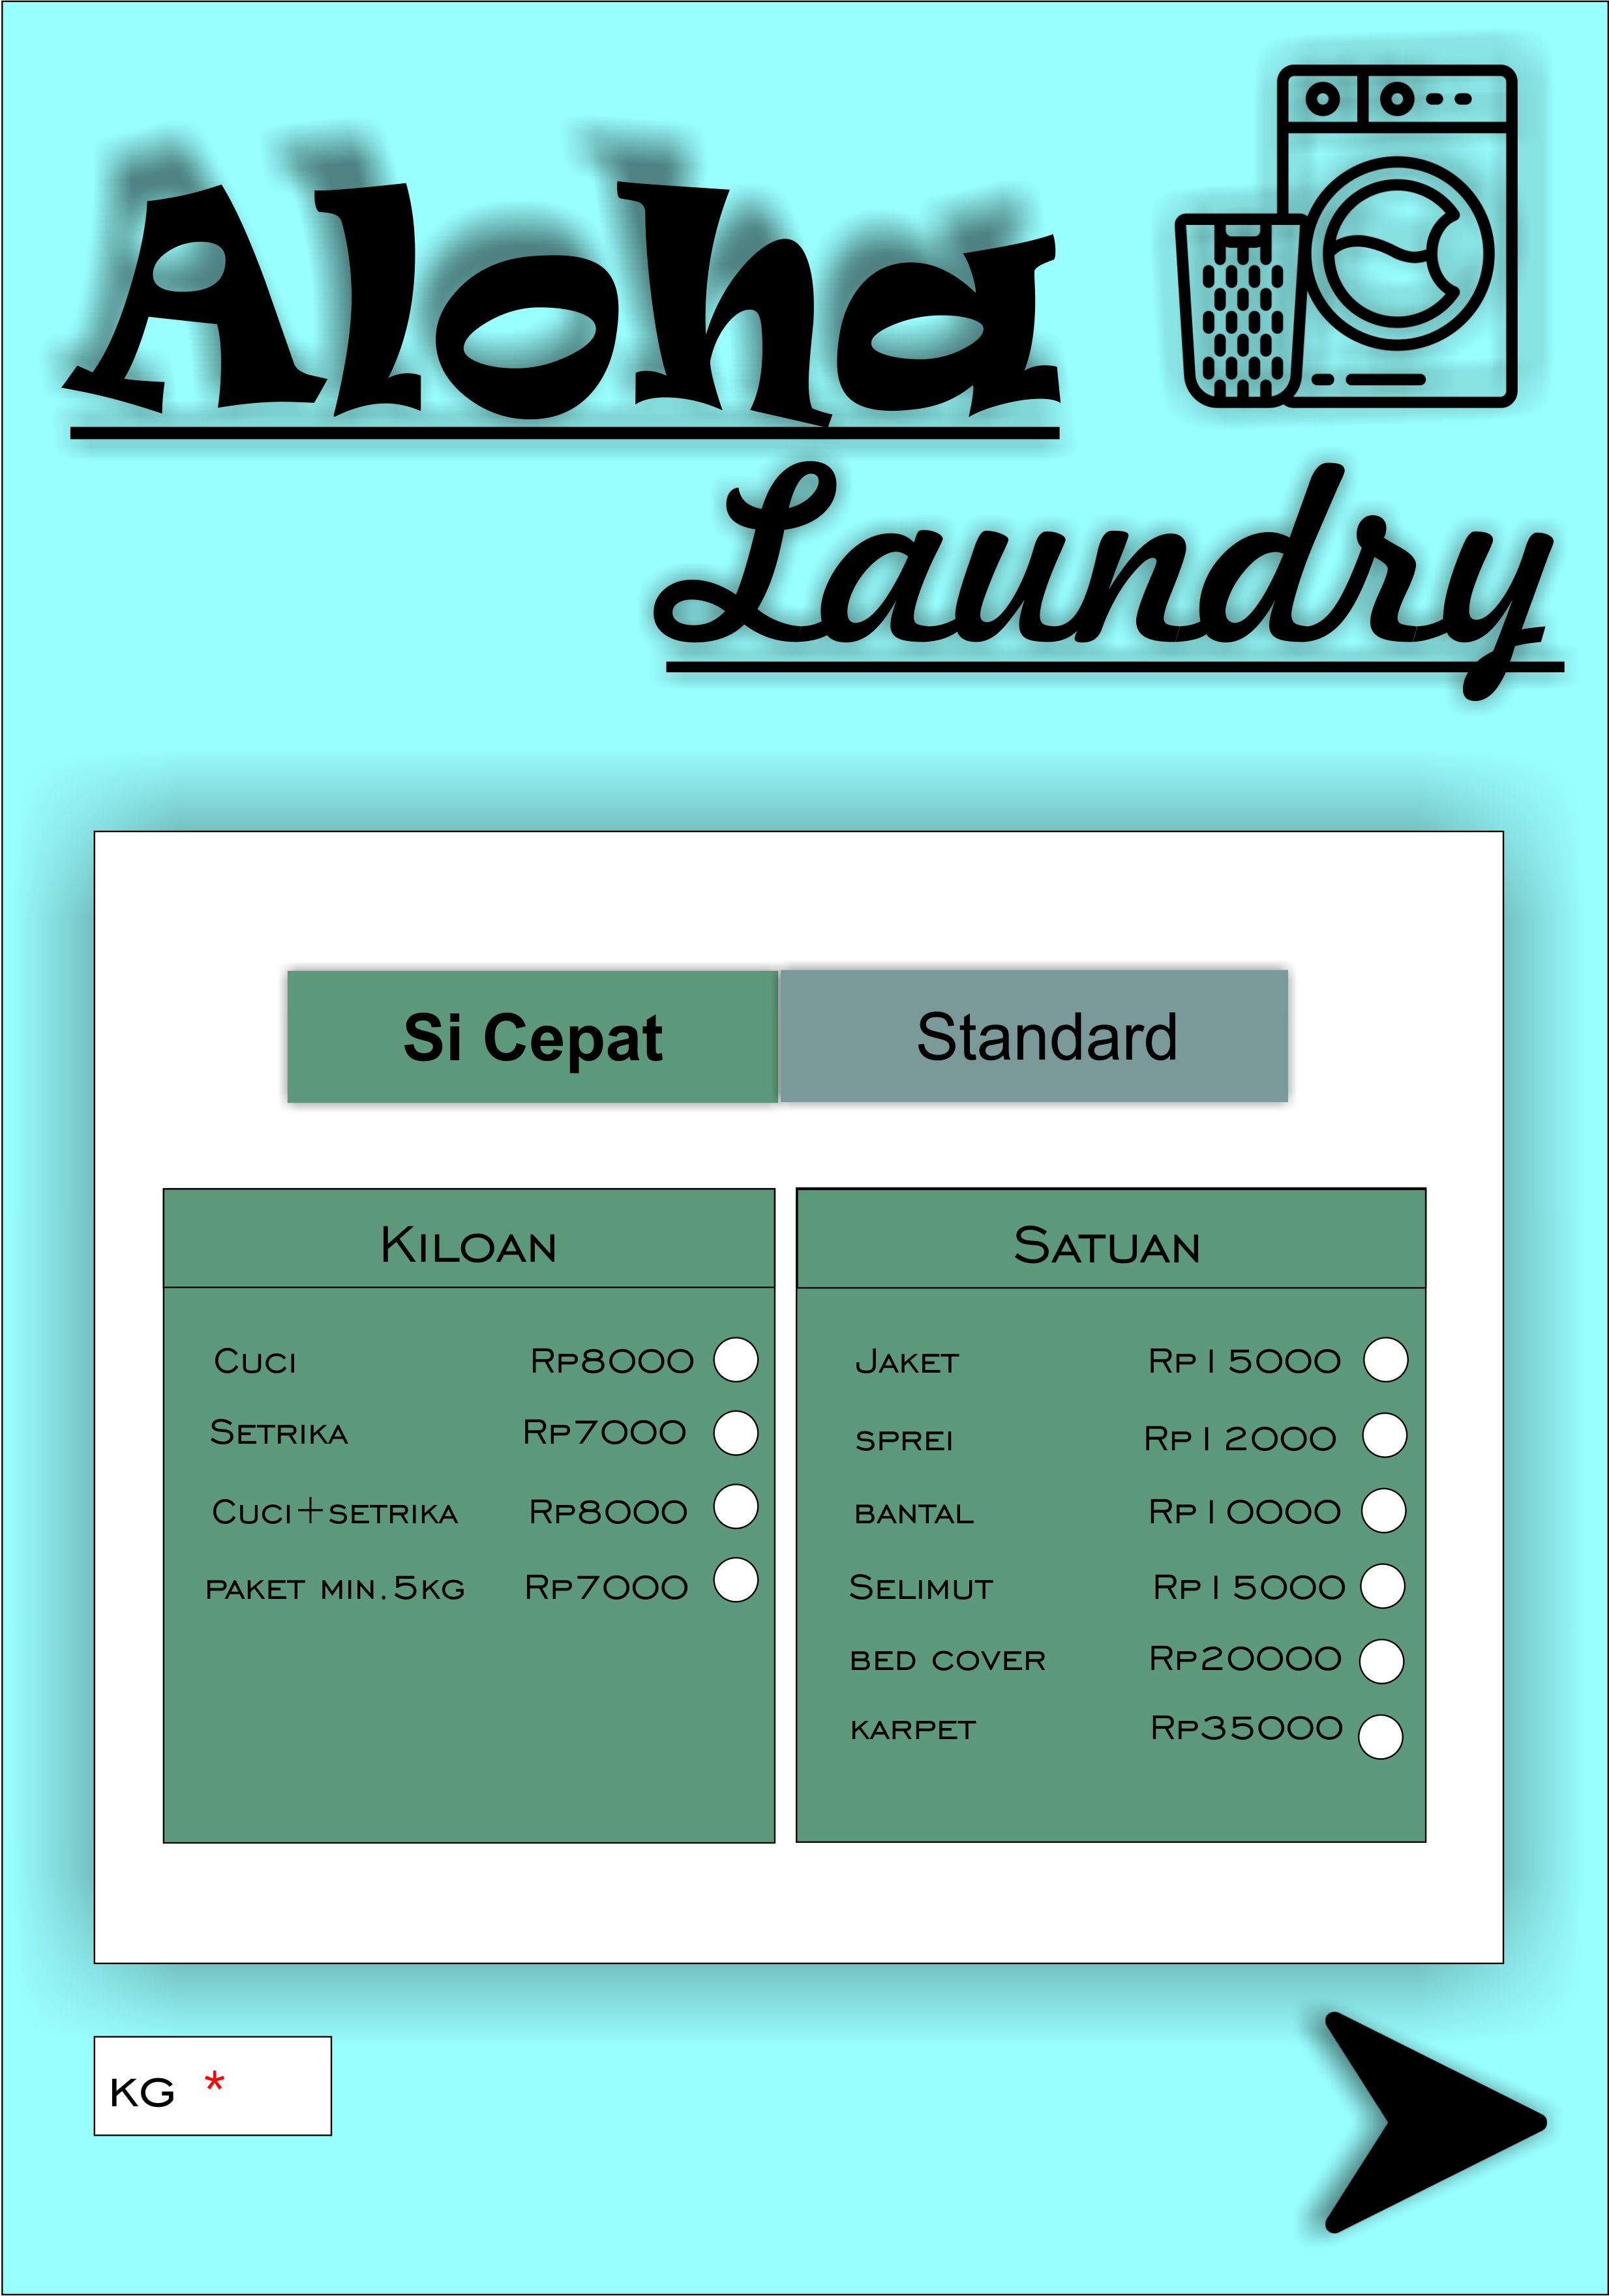 Aloha
Laundry
Si Cepat
Standard
Kiloan
Cuci Rp8000
Setrika Rp7000
Cuci+setrika Rp8000
paket min.5kg Rp7000
Satuan
Jaket Rp15000
sprei Rp12000
bantal Rp10000
Selimut Rp15000
bed cover Rp20000
karpet Rp35000
kg *